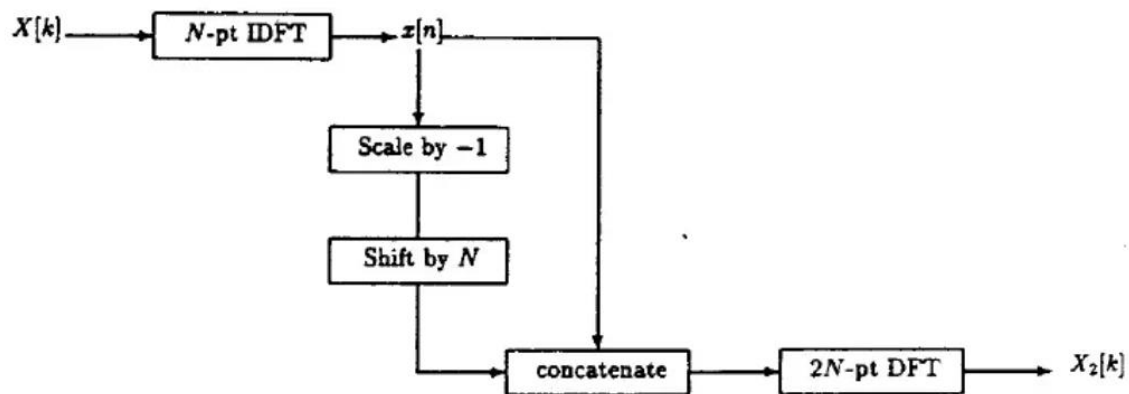 X[k]
N-pt IDFT
x[n]
Scale by −1
Shift by N
concatenate
2N-pt DFT
X₂[k]